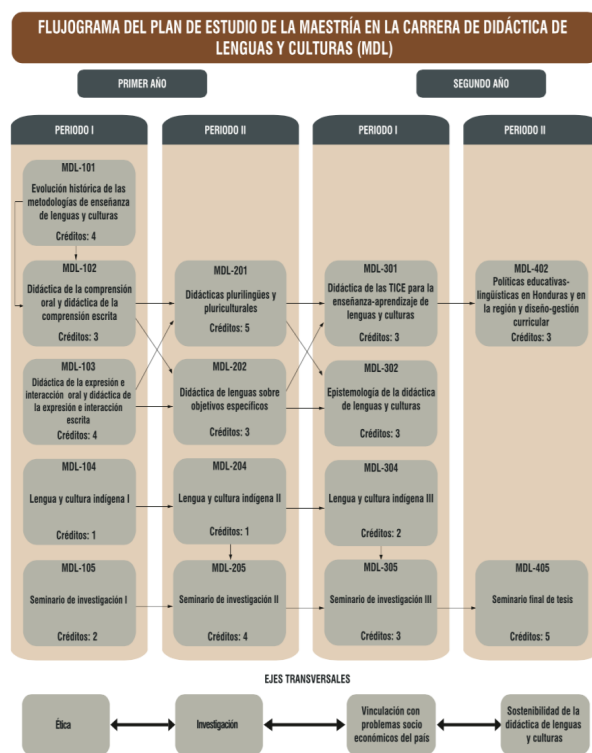 FLUJOGRAMA DEL PLAN DE ESTUDIO DE LA MAESTRÍA EN LA CARRERA DE DIDÁCTICA DE
LENGUAS Y CULTURAS (MDL)
PRIMER AÑO
SEGUNDO AÑO
PERIODO I
PERIODO II
PERIODO I
PERIODO II
MDL-101
Evolución histórica de las
metodologías de enseñanza
de lenguas y culturas
Créditos: 4
MDL-102
Didáctica de la comprensión
oral y didáctica de la
comprensión escrita
Créditos: 3
MDL-201
Didácticas plurilingües y
pluriculturales
Créditos: 5
MDL-301
Didáctica de las TICE para la
enseñanza-aprendizaje de
lenguas y culturas
Créditos: 3
MDL-402
Políticas educativas-
lingüísticas en Honduras y en
la región y diseño-gestión
curricular
Créditos: 3
MDL-103
Didáctica de la expresión e
interacción oral y didáctica de
la expresión e interacción
escrita
Créditos: 4
MDL-202
Didáctica de lenguas sobre
objetivos específicos
Créditos: 3
MDL-302
Epistemología de la didáctica
de lenguas y culturas
Créditos: 3
MDL-104
Lengua y cultura indígena I
Créditos: 1
MDL-204
Lengua y cultura indígena II
Créditos: 1
MDL-304
Lengua y cultura indígena III
Créditos: 2
MDL-105
Seminario de investigación I
Créditos: 2
MDL-205
Seminario de investigación II
Créditos: 4
MDL-305
Seminario de investigación III
Créditos: 3
MDL-405
Seminario final de tesis
Créditos: 5
EJES TRANSVERSALES
Ética
Investigación
Vinculación con
problemas socio
económicos del país
Sostenibilidad de la
didáctica de lenguas
y culturas